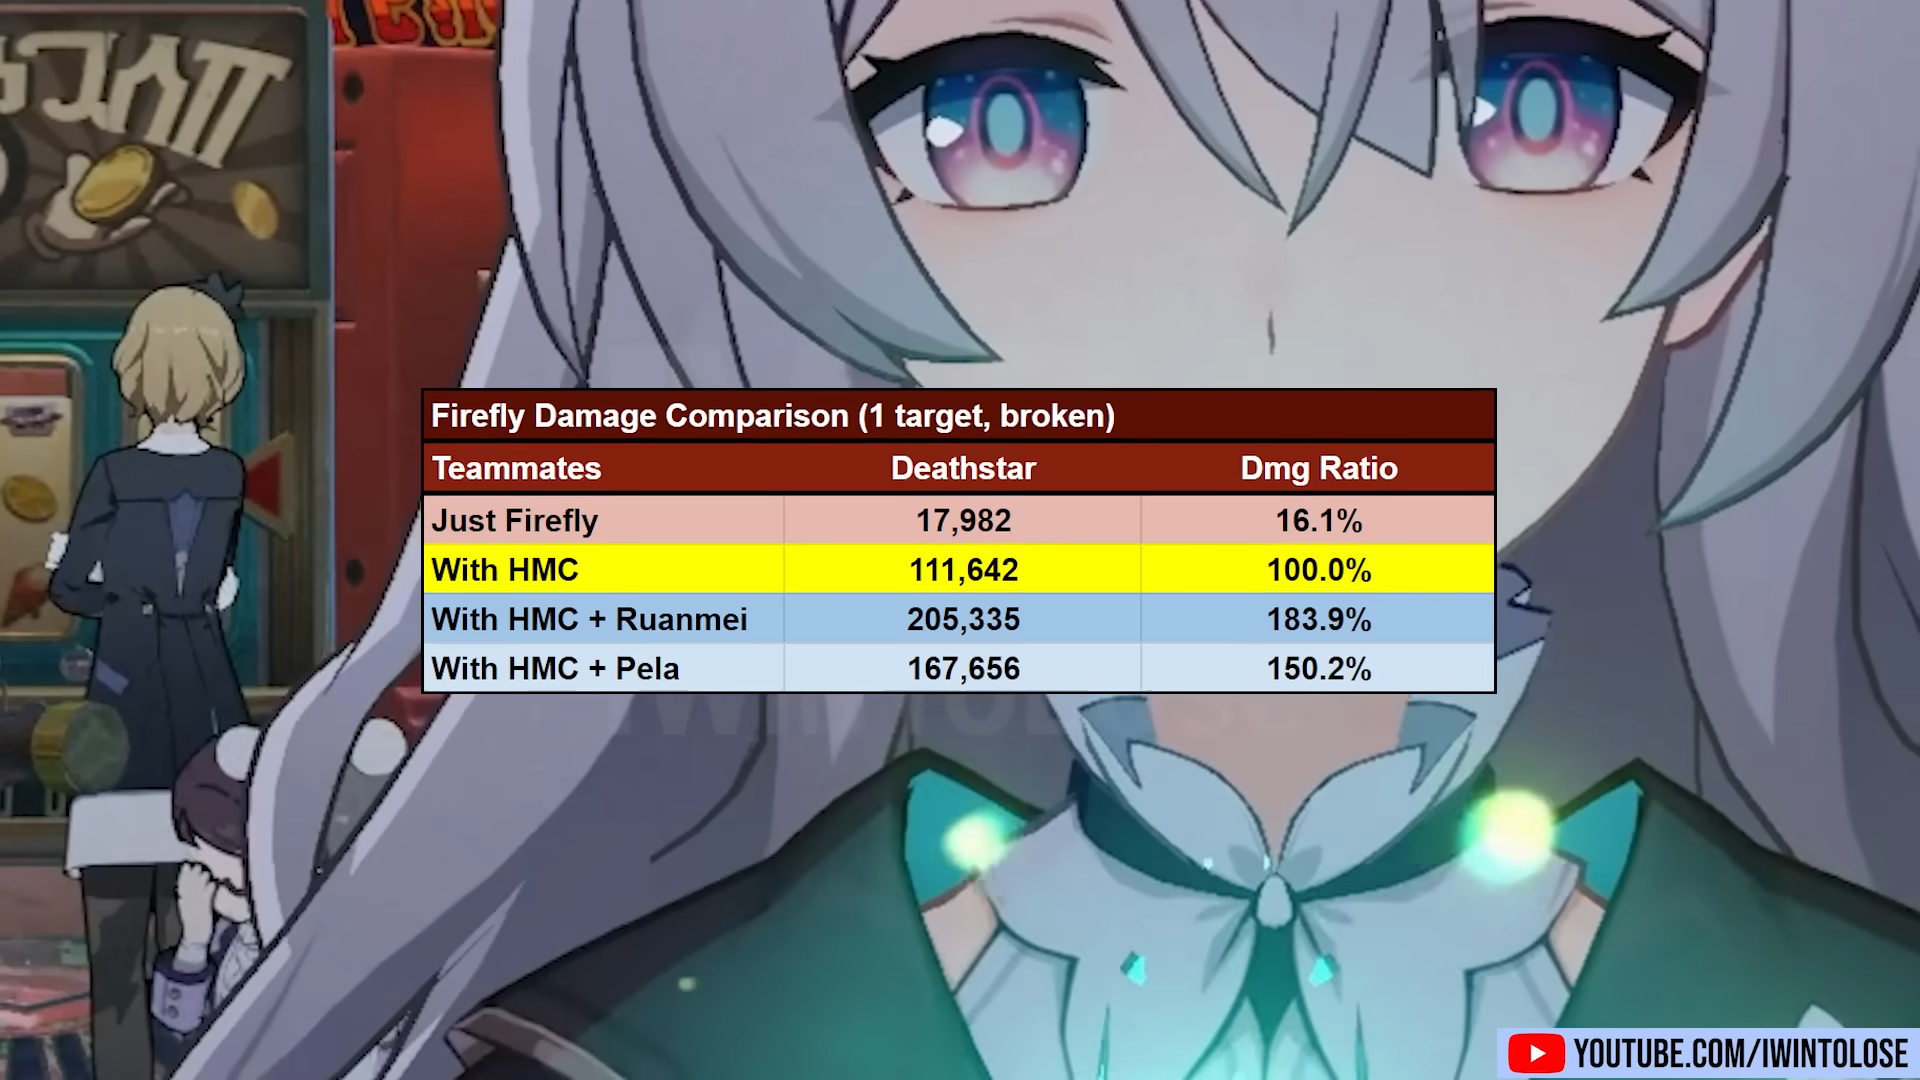 Firefly Damage Comparison (1 target, broken)
Teammates Deathstar Dmg Ratio
Just Firefly 17,982 16.1%
With HMC 111,642 100.0%
With HMC + Ruanmei 205,335 183.9%
With HMC + Pela 167,656 150.2%
YOUTUBE.COM/IWINTOLOSE